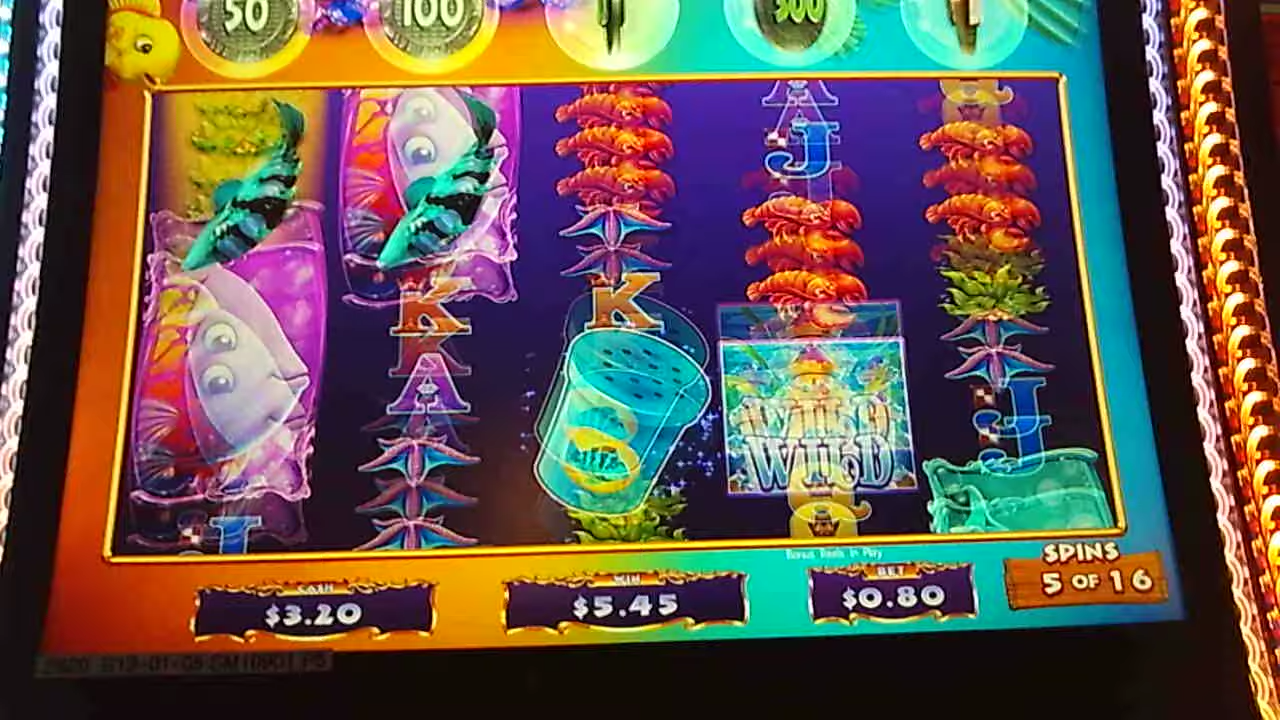 50 100 300
A
J
K K
A
WILD
WILD
J
J
Bonus Reels In Play
CASH WIN BET SPINS
$3.20 $5.45 $0.80 5 OF 16